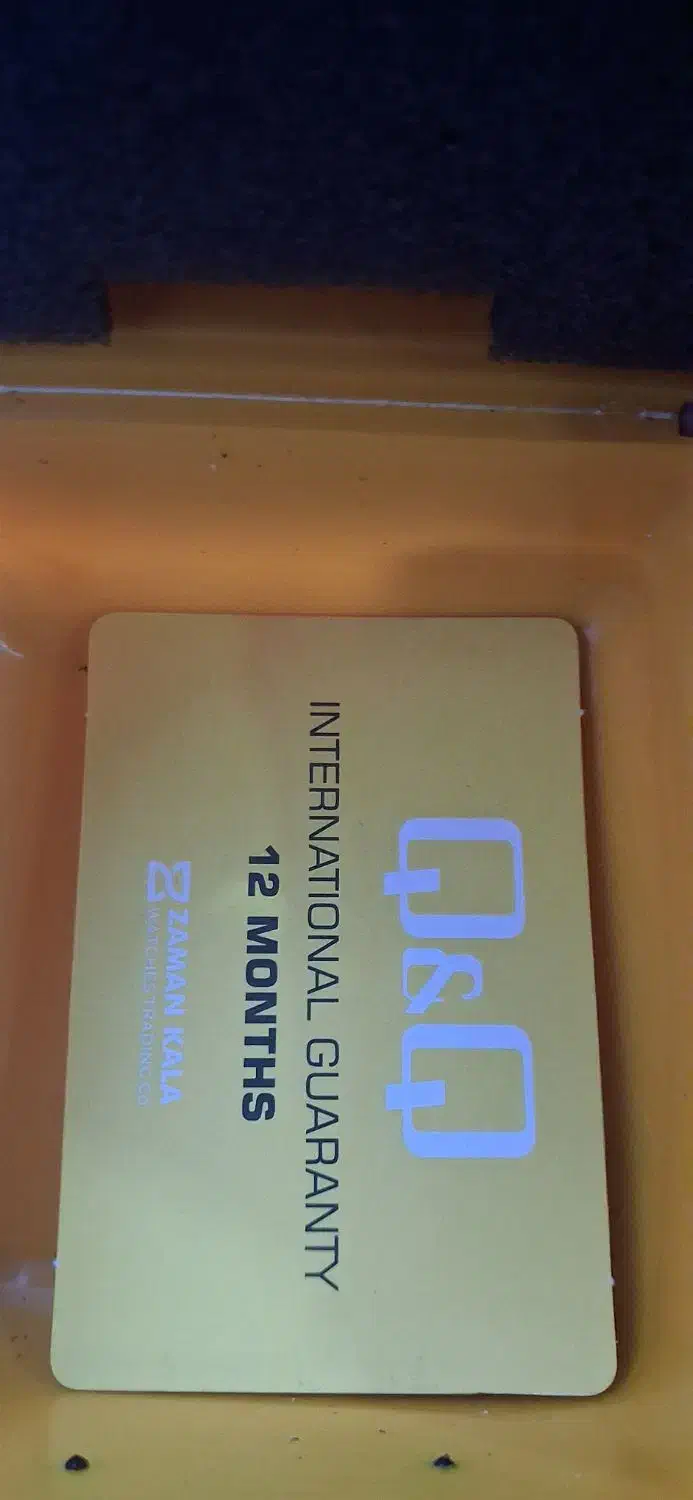 Q&Q
INTERNATIONAL GUARANTY
12 MONTHS
ZAMAN KALA
WATCHES TRADING CO